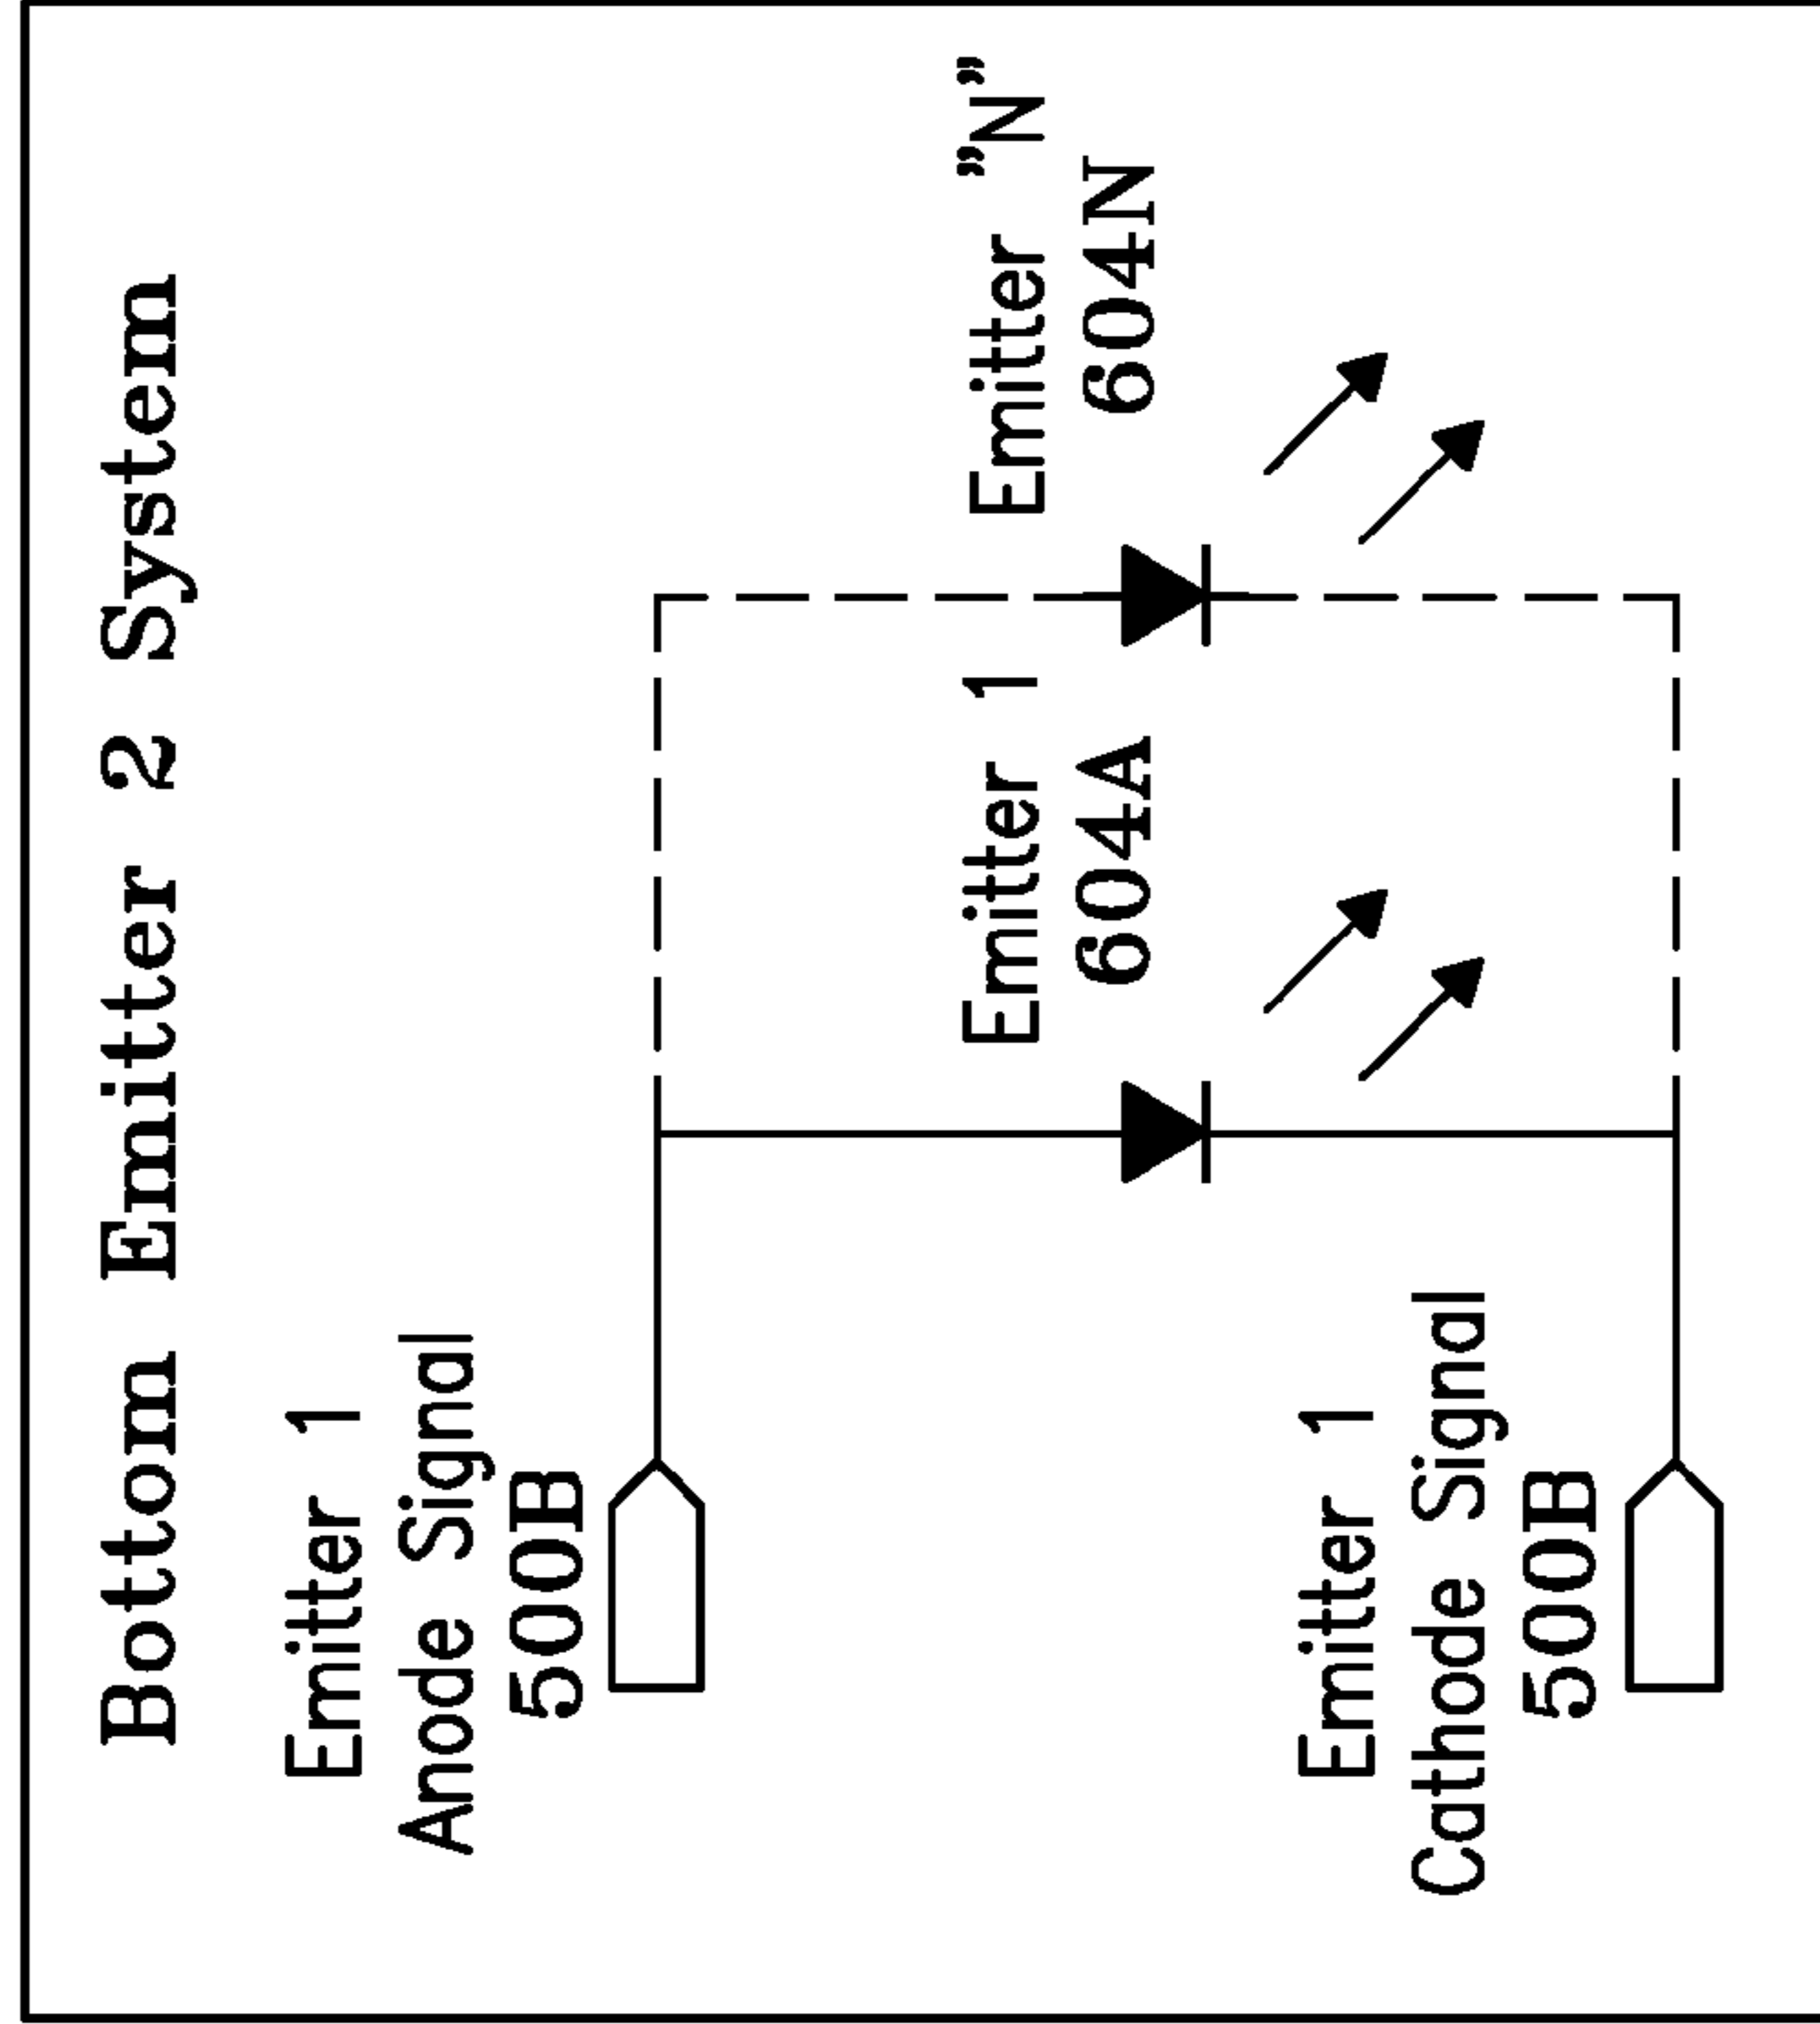 Bottom Emitter 2 System
Emitter 1
Anode Signal
500B
Emitter 1
604A
Emitter ”N”
604N
Emitter 1
Cathode Signal
500B